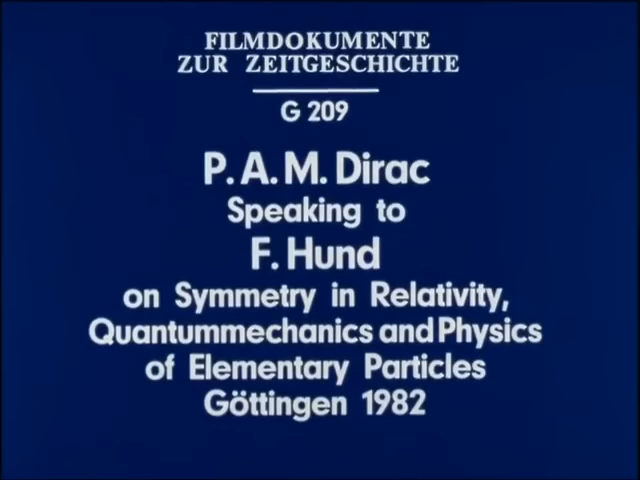 FILMDOKUMENTE
ZUR ZEITGESCHICHTE
G 209
P. A. M. Dirac
Speaking to
F. Hund
on Symmetry in Relativity,
Quantummechanics and Physics
of Elementary Particles
Göttingen 1982